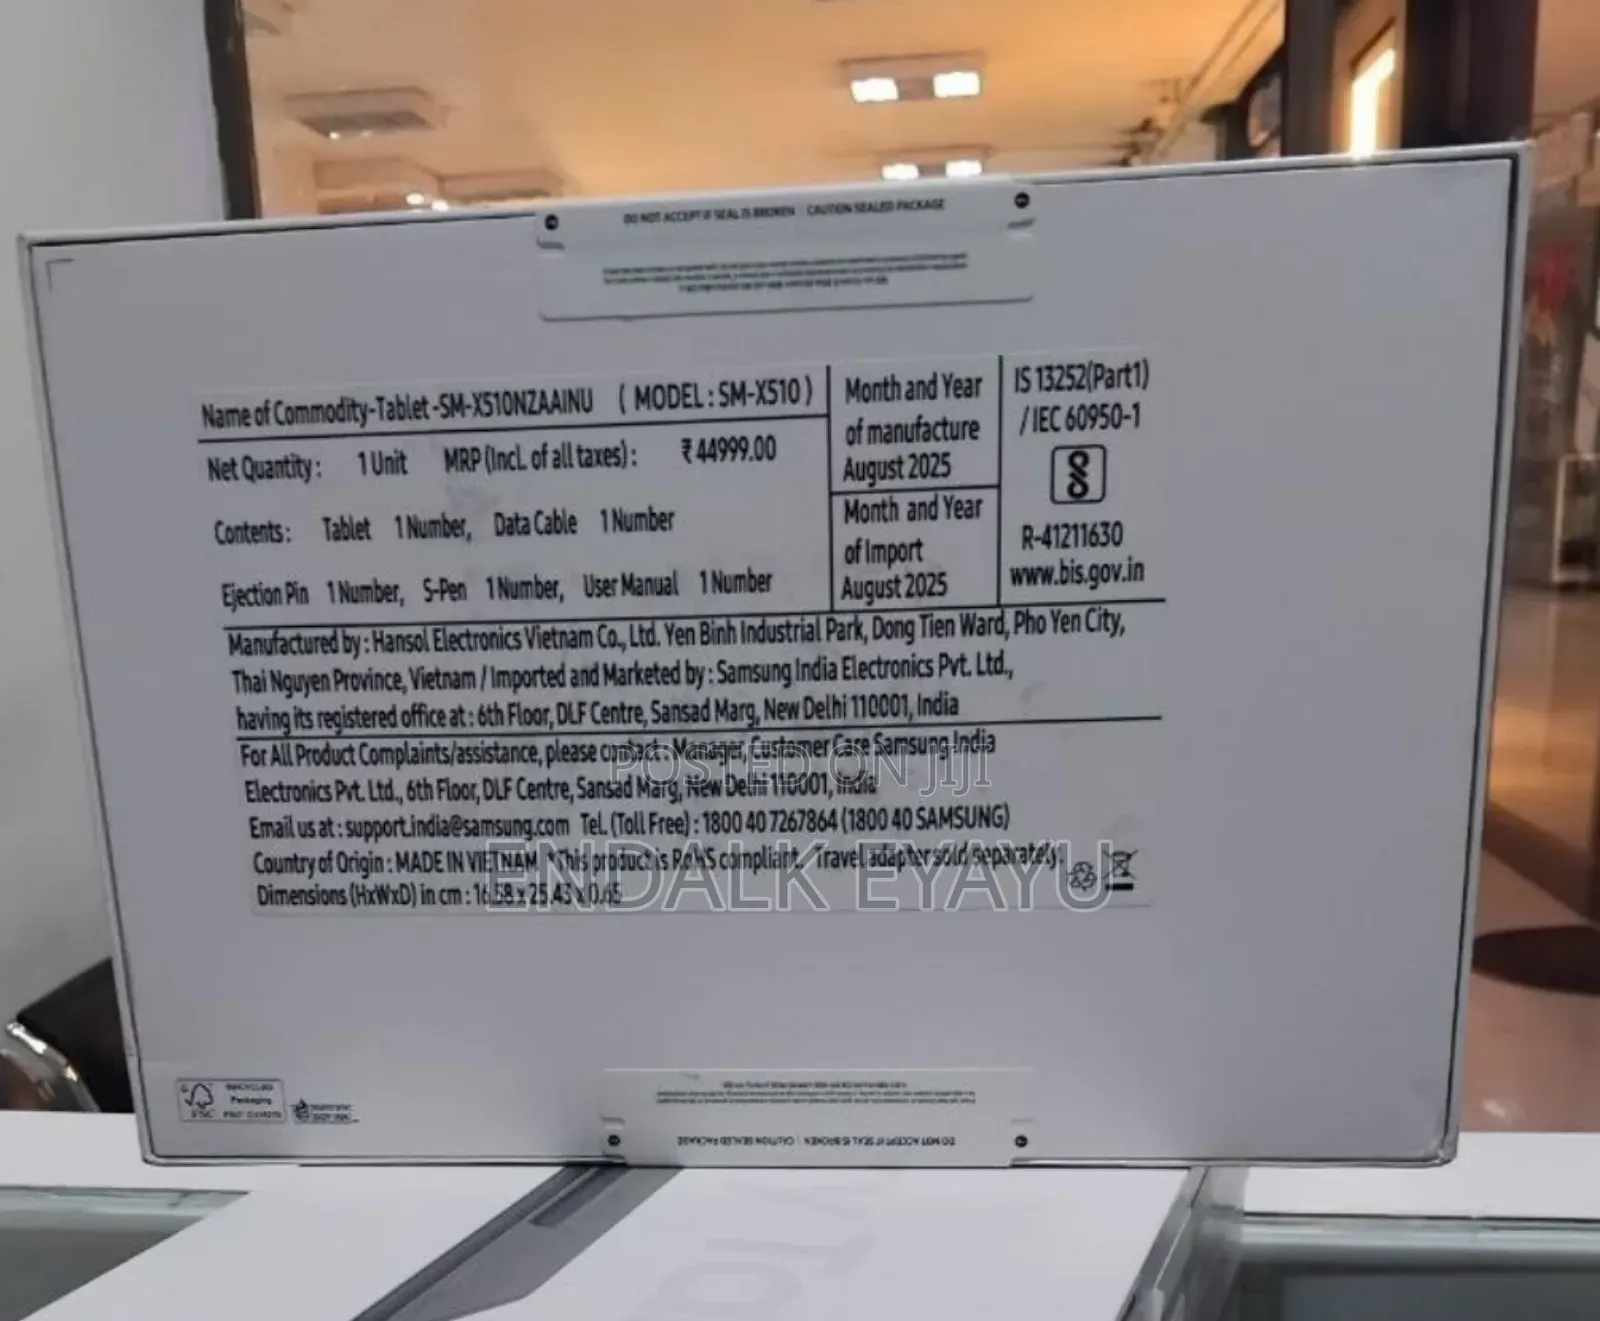 DO NOT ACCEPT IF SEAL IS BROKEN | CAUTION SEALED PACKAGE
Name of Commodity-Tablet -SM-X510NZAAINU ( MODEL : SM-X510 )
Net Quantity : 1 Unit MRP (Incl. of all taxes) : ₹ 44999.00
Contents : Tablet 1 Number, Data Cable 1 Number
Ejection Pin 1 Number, S-Pen 1 Number, User Manual 1 Number
Month and Year
of manufacture
August 2025
Month and Year
of Import
August 2025
IS 13252(Part1)
/ IEC 60950-1
R-41211630
www.bis.gov.in
Manufactured by : Hansol Electronics Vietnam Co., Ltd. Yen Binh Industrial Park, Dong Tien Ward, Pho Yen City,
Thai Nguyen Province, Vietnam / Imported and Marketed by : Samsung India Electronics Pvt. Ltd.,
having its registered office at : 6th Floor, DLF Centre, Sansad Marg, New Delhi 110001, India
For All Product Complaints/assistance, please contact : Manager, Customer Care Samsung India
Electronics Pvt. Ltd., 6th Floor, DLF Centre, Sansad Marg, New Delhi 110001, India
Email us at : support.india@samsung.com Tel. (Toll Free) : 1800 40 7267864 (1800 40 SAMSUNG)
Country of Origin : MADE IN VIETNAM * This product is RoHS compliant. Travel adapter sold separately.
Dimensions (HxWxD) in cm : 16.58 x 25.43 x 0.65
POSTED ON JIJI
ENDALK EYAYU
FSC
Packaging
DO NOT ACCEPT IF SEAL IS BROKEN | CAUTION SEALED PACKAGE